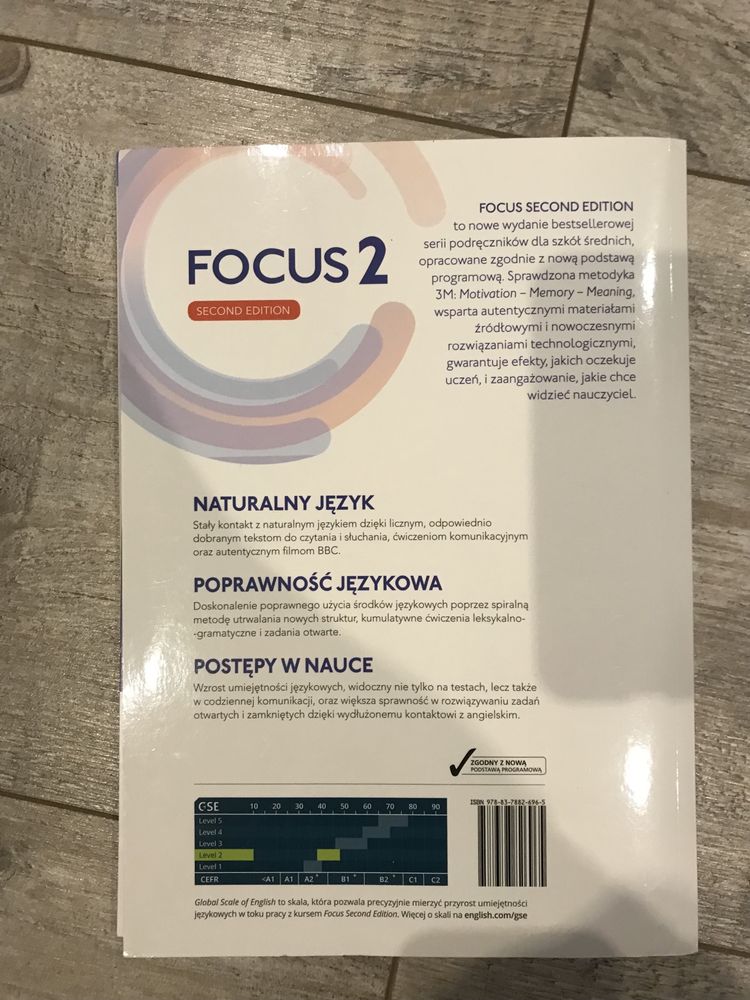 FOCUS 2
SECOND EDITION
FOCUS SECOND EDITION
to nowe wydanie bestsellerowej
serii podręczników dla szkół średnich,
opracowane zgodnie z nową podstawą
programową. Sprawdzona metodyka
3M: Motivation – Memory – Meaning,
wsparta autentycznymi materiałami
źródłowymi i nowoczesnymi
rozwiązaniami technologicznymi,
gwarantuje efekty, jakich oczekuje
uczeń, i zaangażowanie, jakie chce
widzieć nauczyciel.
NATURALNY JĘZYK
Stały kontakt z naturalnym językiem dzięki licznym, odpowiednio
dobranym tekstom do czytania i słuchania, ćwiczeniom komunikacyjnym
oraz autentycznym filmom BBC.
POPRAWNOŚĆ JĘZYKOWA
Doskonalenie poprawnego użycia środków językowych poprzez spiralną
metodę utrwalania nowych struktur, kumulatywne ćwiczenia leksykalno-
-gramatyczne i zadania otwarte.
POSTĘPY W NAUCE
Wzrost umiejętności językowych, widoczny nie tylko na testach, lecz także
w codziennej komunikacji, oraz większa sprawność w rozwiązywaniu zadań
otwartych i zamkniętych dzięki wydłużonemu kontaktowi z angielskim.
ZGODNY Z NOWĄ
PODSTAWĄ PROGRAMOWĄ
GSE 10 20 30 40 50 60 70 80 90
Level 5
Level 4
Level 3
Level 2
Level 1
CEFR <A1 A1 A2 + B1 + B2 + C1 C2
ISBN 978-83-7882-696-5
Global Scale of English to skala, która pozwala precyzyjnie mierzyć przyrost umiejętności
językowych w toku pracy z kursem Focus Second Edition. Więcej o skali na english.com/gse